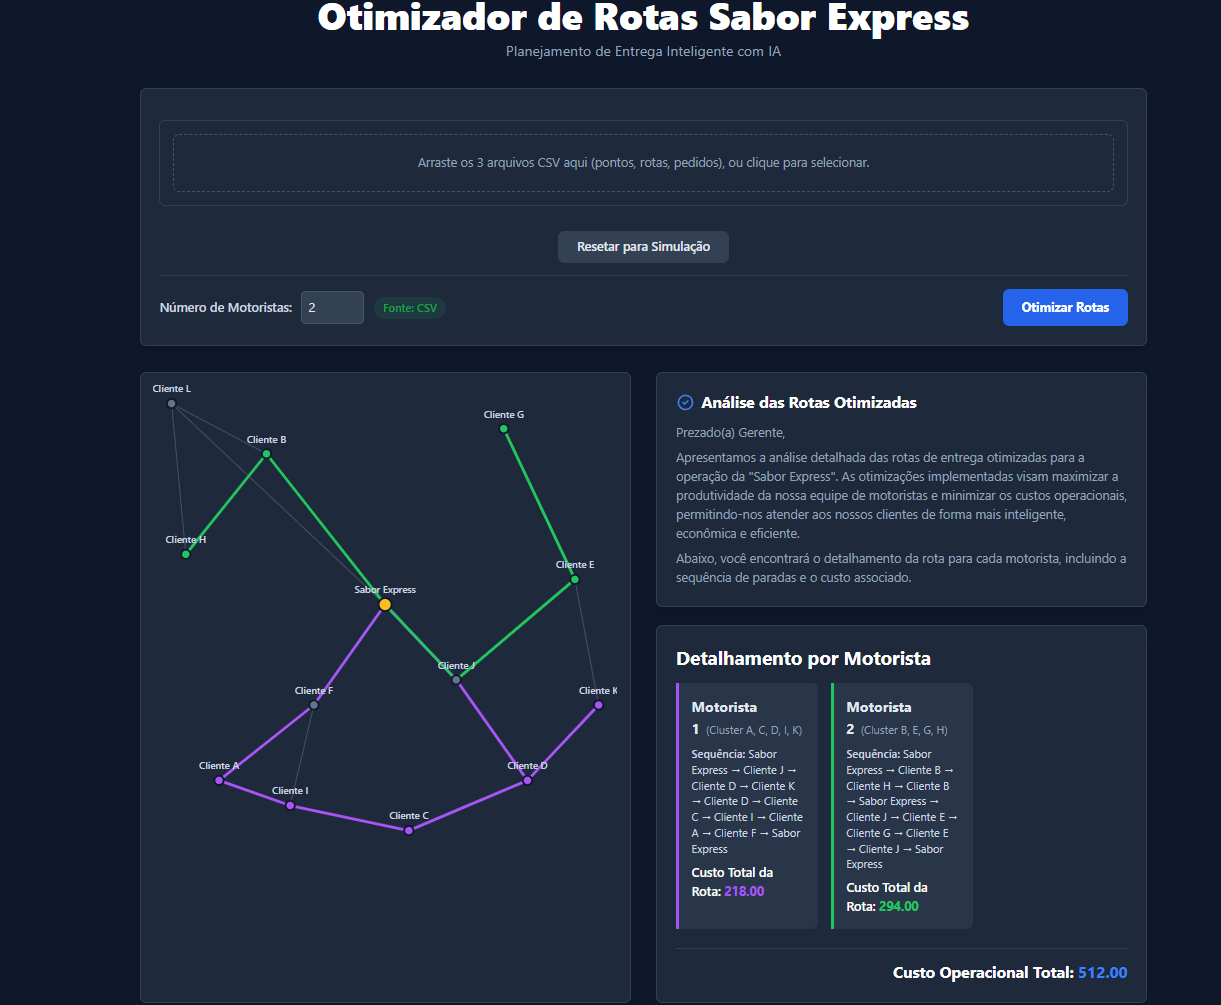 Otimizador de Rotas Sabor Express
Planejamento de Entrega Inteligente com IA
Arraste os 3 arquivos CSV aqui (pontos, rotas, pedidos), ou clique para selecionar.
Resetar para Simulação
Número de Motoristas: 2 Fonte: CSV
Otimizar Rotas
Cliente L
Cliente G
Cliente B
Cliente H
Cliente E
Sabor Express
Cliente J
Cliente F
Cliente K
Cliente A
Cliente D
Cliente I
Cliente C
Análise das Rotas Otimizadas
Prezado(a) Gerente,
Apresentamos a análise detalhada das rotas de entrega otimizadas para a
operação da "Sabor Express". As otimizações implementadas visam maximizar a
produtividade da nossa equipe de motoristas e minimizar os custos operacionais,
permitindo-nos atender aos nossos clientes de forma mais inteligente,
econômica e eficiente.
Abaixo, você encontrará o detalhamento da rota para cada motorista, incluindo a
sequência de paradas e o custo associado.
Detalhamento por Motorista
Motorista
1 (Cluster A, C, D, I, K)
Sequência: Sabor
Express → Cliente J →
Cliente D → Cliente K
→ Cliente D → Cliente
C → Cliente I → Cliente
A → Cliente F → Sabor
Express
Custo Total da
Rota: 218.00
Motorista
2 (Cluster B, E, G, H)
Sequência: Sabor
Express → Cliente B →
Cliente H → Cliente B
→ Sabor Express →
Cliente J → Cliente E →
Cliente G → Cliente E
→ Cliente J → Sabor
Express
Custo Total da
Rota: 294.00
Custo Operacional Total: 512.00